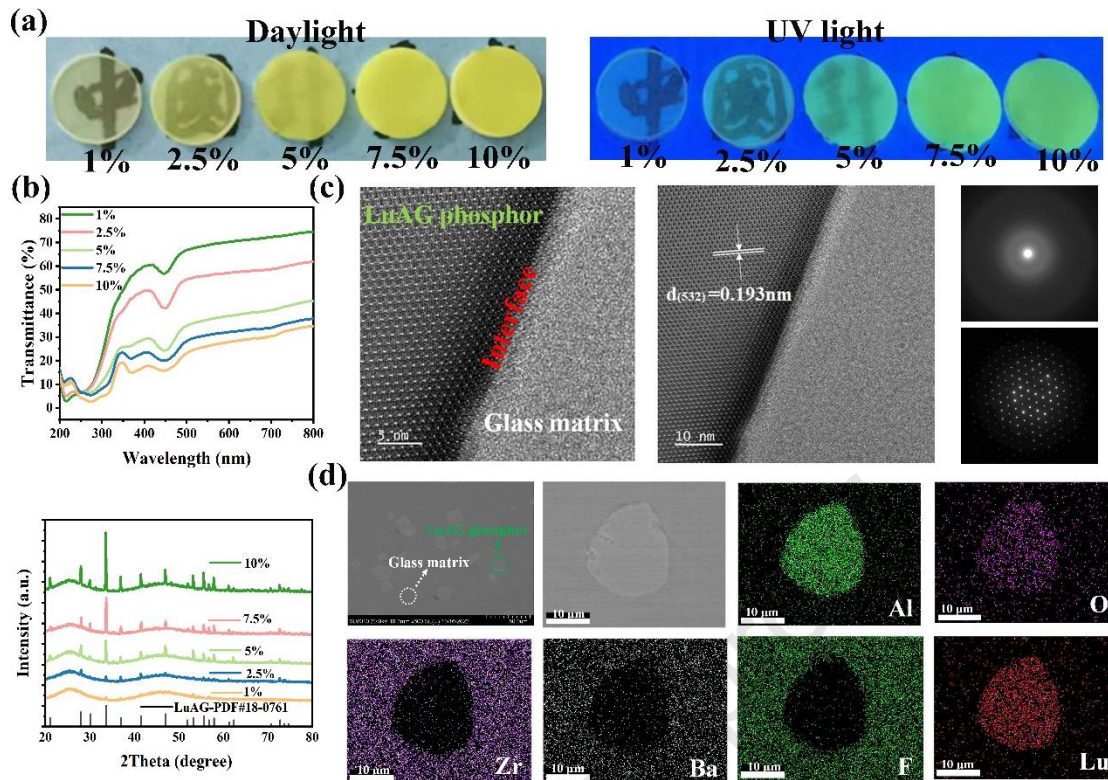 (a)
Daylight
UV light
1%
2.5%
5%
7.5%
10%
1%
2.5%
5%
7.5%
10%
(b)
80
70
60
50
40
30
20
10
0
Transmittance (%)
1%
2.5%
5%
7.5%
10%
200 300 400 500 600 700 800
Wavelength (nm)
(c)
LuAG phosphor
Interface
Glass matrix
5 nm
d(532) =0.193nm
10 nm
Intensity (a.u.)
10%
7.5%
5%
2.5%
1%
LuAG-PDF#18-0761
20 30 40 50 60 70 80
2Theta (degree)
(d)
LuAG phosphor
Glass matrix
10 μm
10 μm
Al
10 μm
O
10 μm
Zr
10 μm
Ba
10 μm
F
10 μm
Lu